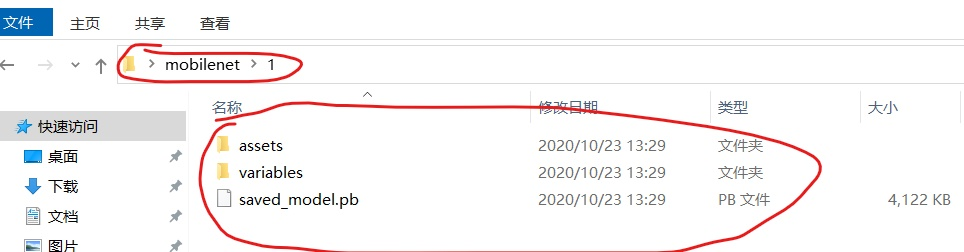 文件 主页 共享 查看
mobilenet 1
名称 修改日期 类型 大小
快速访问
assets 2020/10/23 13:29 文件夹
桌面
variables 2020/10/23 13:29 文件夹
下载
saved_model.pb 2020/10/23 13:29 PB 文件 4,122 KB
文档
图片